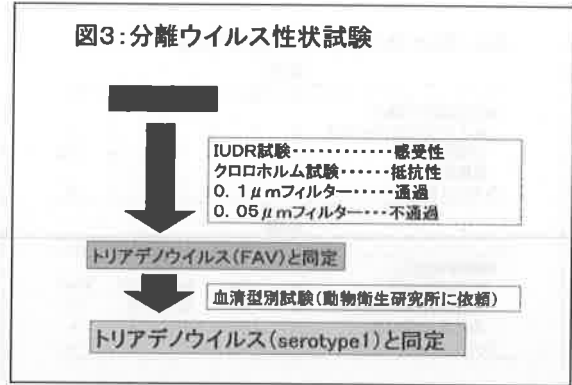 図3:分離ウイルス性状試験
IUDR試験‥‥‥‥‥‥感受性
クロロホルム試験‥‥‥抵抗性
0.1μmフィルター‥‥‥通過
0.05μmフィルター‥‥不通過
トリアデノウイルス(FAV)と同定
血清型別試験(動物衛生研究所に依頼)
トリアデノウイルス(serotype1)と同定